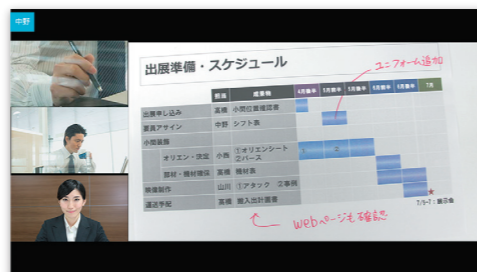 中野
出展準備・スケジュール
ユニフォーム追加
担当 成果物 4月後半 5月前半 5月後半 6月前半 6月後半 7月
出展申し込み 高橋 小間位置確認書
要員アサイン 中野 シフト表
小間装飾
オリエン・決定 小西 ①オリエンシート ① ②
②パース
部材・機材確保 高橋 機材表
映像制作 山川 ①アタック ②事例
運送手配 高橋 搬入出計画書
★
7/5-7：展示会
Webページも確認